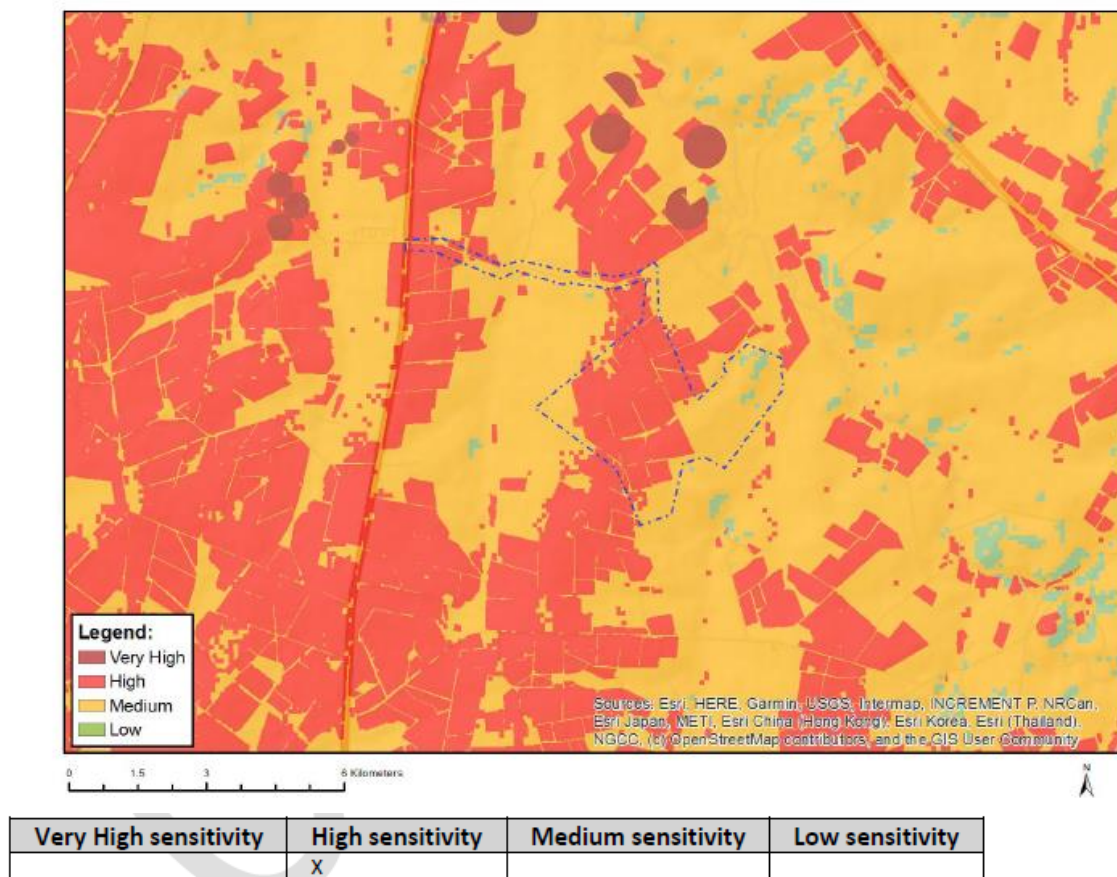 Legend:
Very High
High
Medium
Low
Sources: Esri, HERE, Garmin, USGS, Intermap, INCREMENT P, NRCan,
Esri Japan, METI, Esri China (Hong Kong), Esri Korea, Esri (Thailand),
NGCC, (c) OpenStreetMap contributors, and the GIS User Community
0 1.5 3 6 Kilometers
N
Very High sensitivity High sensitivity Medium sensitivity Low sensitivity
X